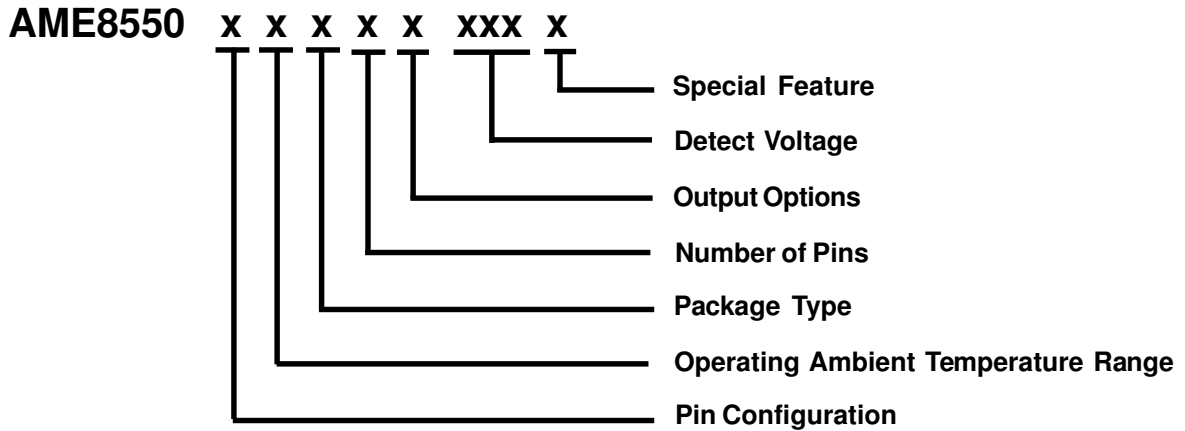 AME8550 x x x x x xxx x
Special Feature
Detect Voltage
Output Options
Number of Pins
Package Type
Operating Ambient Temperature Range
Pin Configuration